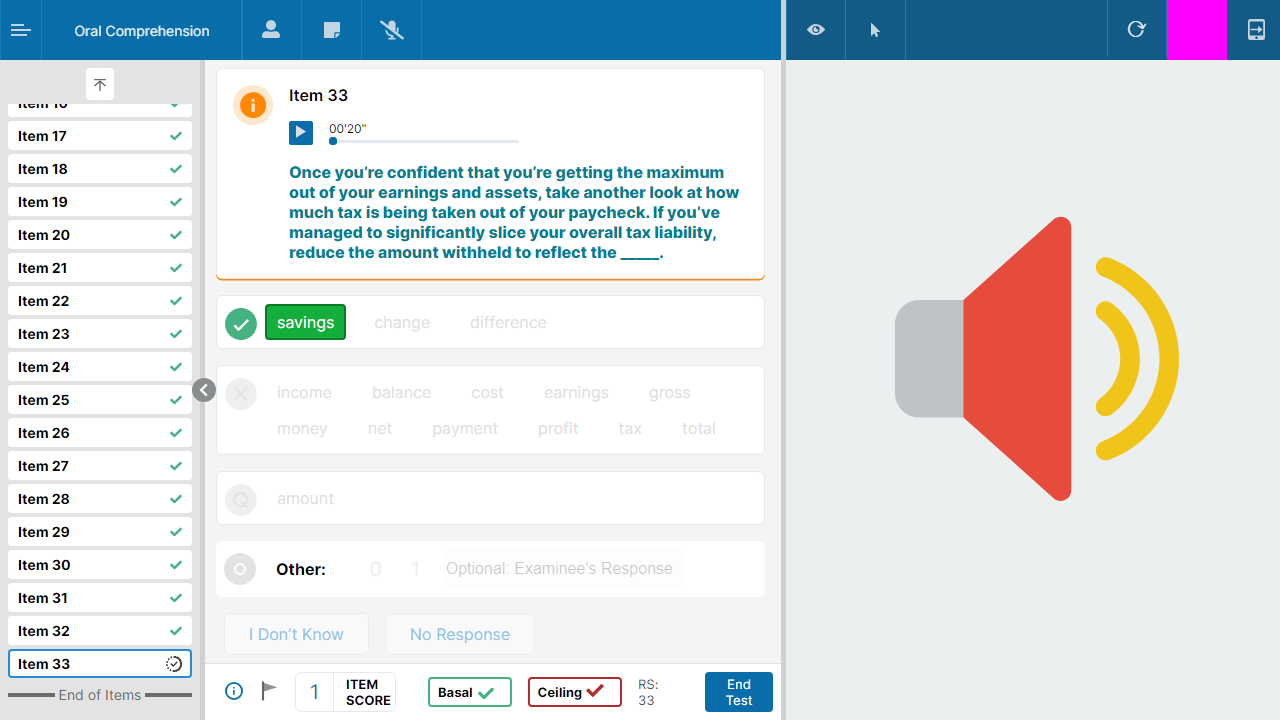 Oral Comprehension
Item 16
Item 17
Item 18
Item 19
Item 20
Item 21
Item 22
Item 23
Item 24
Item 25
Item 26
Item 27
Item 28
Item 29
Item 30
Item 31
Item 32
Item 33
End of Items
Item 33
00'20"
Once you’re confident that you’re getting the maximum
out of your earnings and assets, take another look at how
much tax is being taken out of your paycheck. If you’ve
managed to significantly slice your overall tax liability,
reduce the amount withheld to reflect the _____.
savings change difference
income balance cost earnings gross
money net payment profit tax total
Q amount
Other: 0 1 Optional: Examinee's Response
I Don’t Know No Response
1 ITEM SCORE
Basal
Ceiling
RS:
33
End
Test